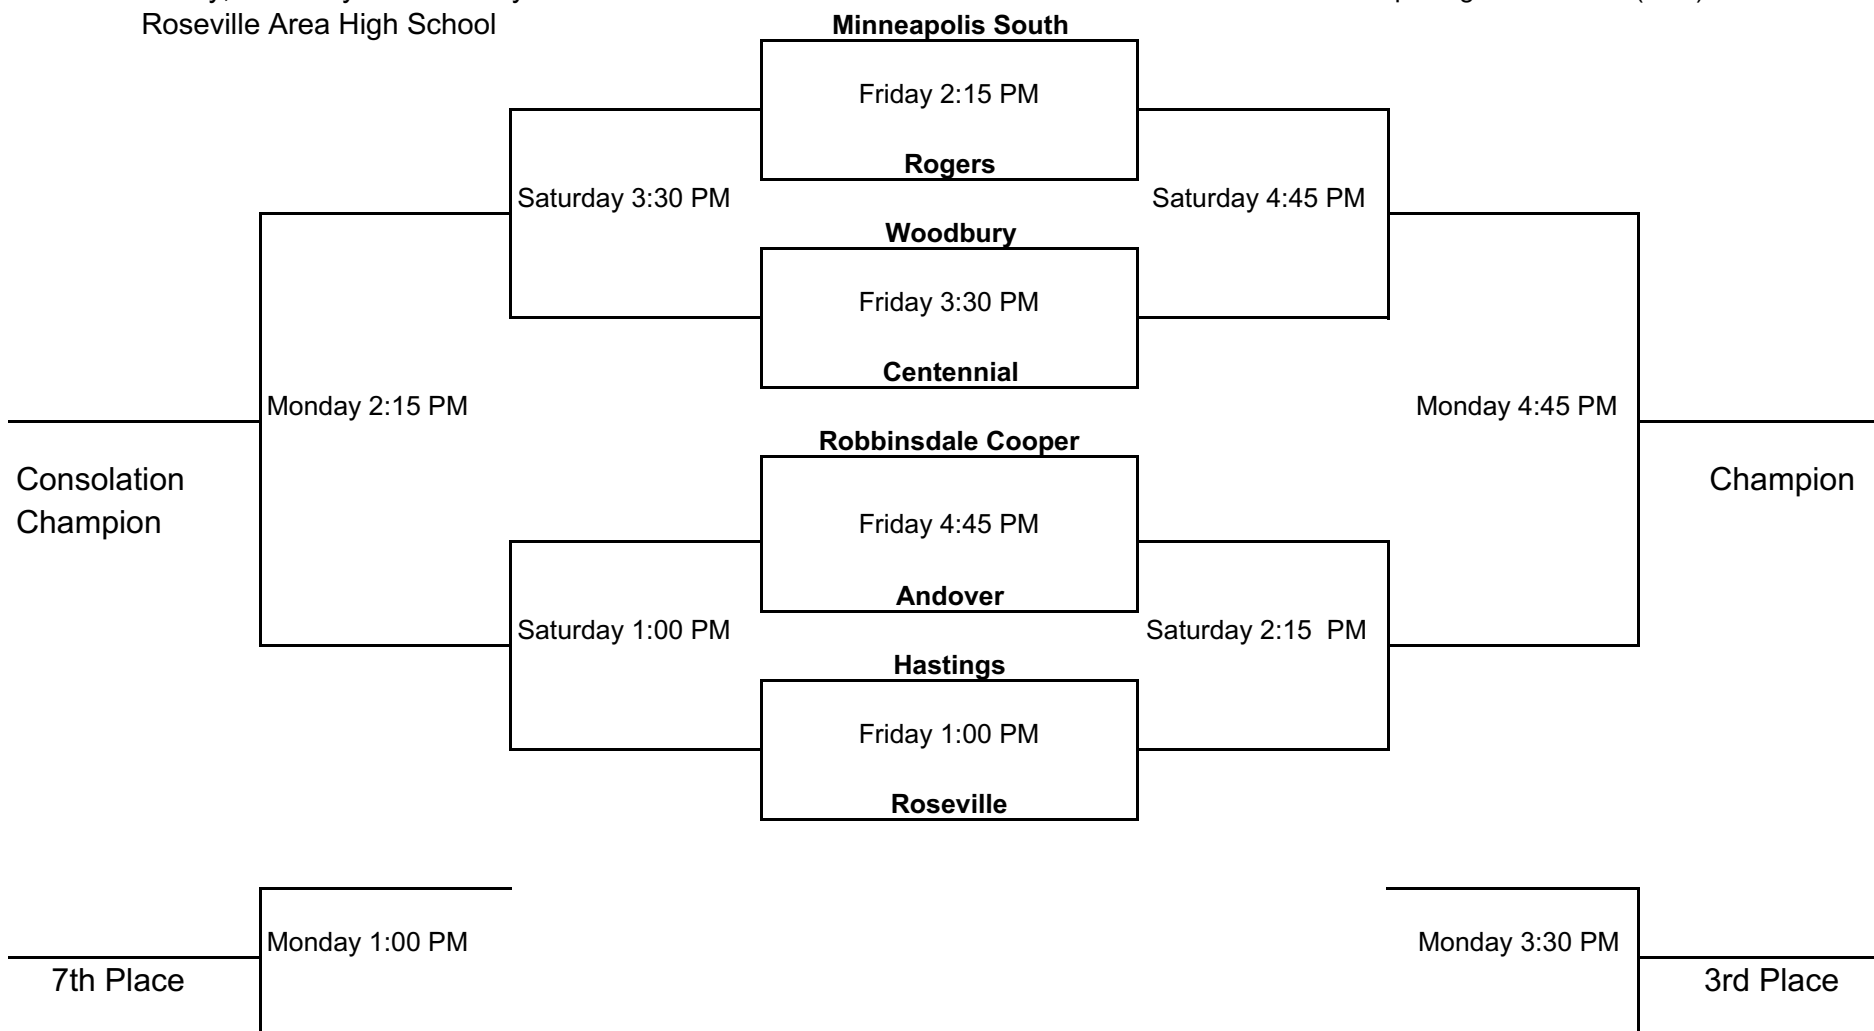 Roseville Area High School
Minneapolis South
Friday 2:15 PM
Rogers
Saturday 3:30 PM
Saturday 4:45 PM
Woodbury
Friday 3:30 PM
Centennial
Monday 2:15 PM
Monday 4:45 PM
Robbinsdale Cooper
Consolation
Champion
Champion
Friday 4:45 PM
Andover
Saturday 1:00 PM
Saturday 2:15 PM
Hastings
Friday 1:00 PM
Roseville
Monday 1:00 PM
Monday 3:30 PM
7th Place
3rd Place